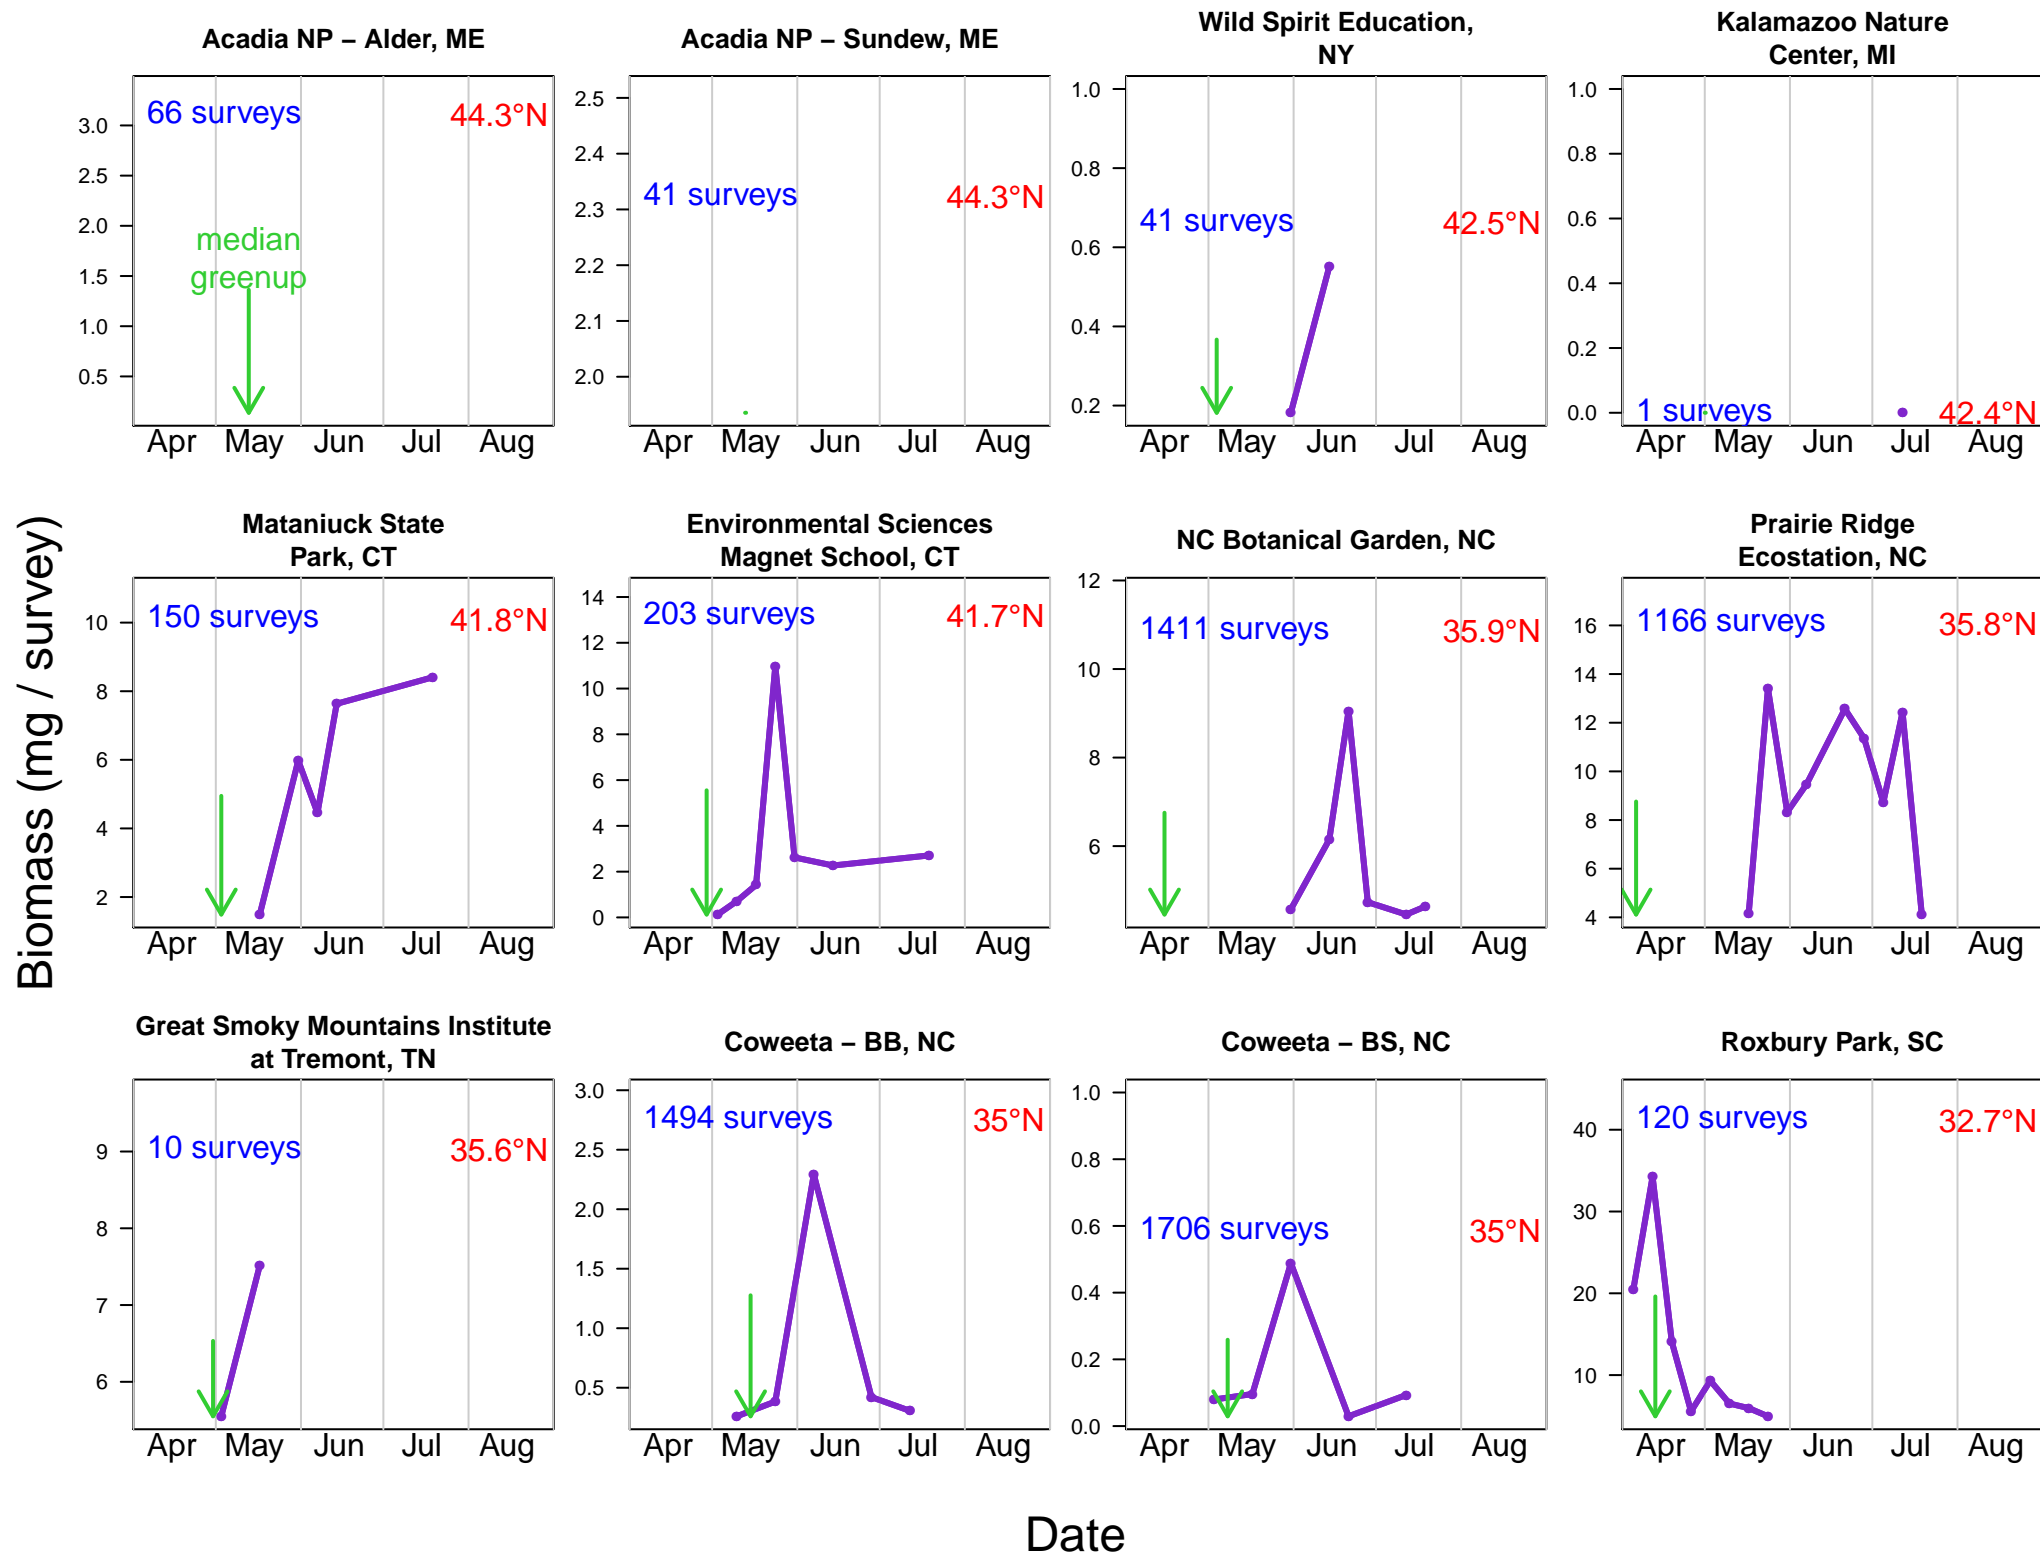 Acadia NP – Alder, ME
66 surveys
44.3°N
median
greenup
3.0
2.5
2.0
1.5
1.0
0.5
Apr May Jun Jul Aug
Acadia NP – Sundew, ME
41 surveys
44.3°N
2.5
2.4
2.3
2.2
2.1
2.0
Apr May Jun Jul Aug
Wild Spirit Education,
NY
41 surveys
42.5°N
1.0
0.8
0.6
0.4
0.2
Apr May Jun Jul Aug
Kalamazoo Nature
Center, MI
1 surveys
42.4°N
1.0
0.8
0.6
0.4
0.2
0.0
Apr May Jun Jul Aug
Biomass (mg / survey)
Mataniuck State
Park, CT
150 surveys
41.8°N
10
8
6
4
2
Apr May Jun Jul Aug
Environmental Sciences
Magnet School, CT
203 surveys
41.7°N
14
12
10
8
6
4
2
0
Apr May Jun Jul Aug
NC Botanical Garden, NC
1411 surveys
35.9°N
12
10
8
6
Apr May Jun Jul Aug
Prairie Ridge
Ecostation, NC
1166 surveys
35.8°N
16
14
12
10
8
6
4
Apr May Jun Jul Aug
Great Smoky Mountains Institute
at Tremont, TN
10 surveys
35.6°N
9
8
7
6
Apr May Jun Jul Aug
Coweeta – BB, NC
1494 surveys
35°N
3.0
2.5
2.0
1.5
1.0
0.5
Apr May Jun Jul Aug
Coweeta – BS, NC
1706 surveys
35°N
1.0
0.8
0.6
0.4
0.2
0.0
Apr May Jun Jul Aug
Roxbury Park, SC
120 surveys
32.7°N
40
30
20
10
Apr May Jun Jul Aug
Date